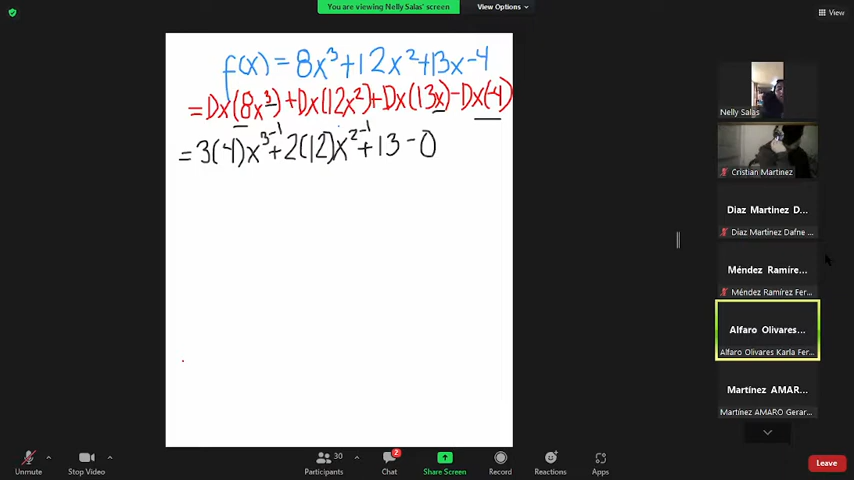 You are viewing Nelly Salas' screen
View Options
View
f(x) = 8x³+12x²+13x-4
= Dx(8x³)+Dx(12x²)+Dx(13x)-Dx(-4)
= 3(4)x³⁻¹+2(12)x²⁻¹+13-0
Nelly Salas
Cristian Martinez
Diaz Martinez D...
Diaz Martinez Dafne ...
Méndez Ramíre...
Méndez Ramírez Fer...
Alfaro Olivares...
Alfaro Olivares Karla Fer...
Martínez AMAR...
Martínez AMARO Gerar...
Unmute
Stop Video
30
Participants
2
Chat
Share Screen
Record
Reactions
Apps
Leave